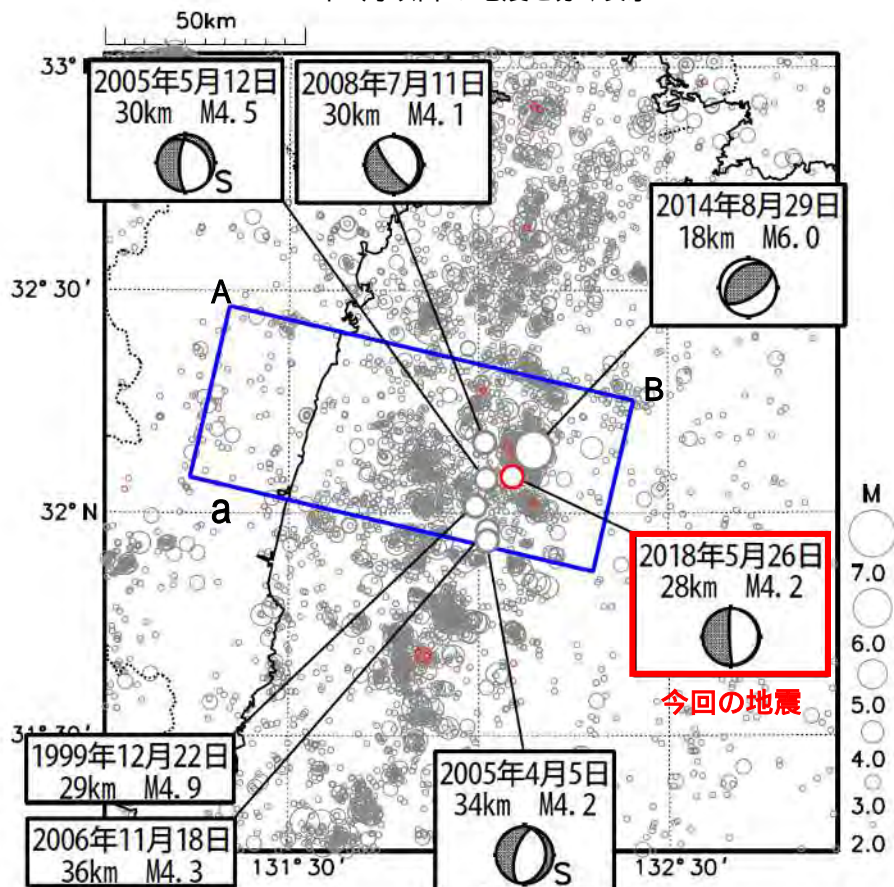 50km
33°
2005年5月12日
30km M4.5
S
2008年7月11日
30km M4.1
2014年8月29日
18km M6.0
32°30′
A
B
a
32°N
M
7.0
6.0
5.0
4.0
3.0
2.0
2018年5月26日
28km M4.2
今回の地震
1999年12月22日
29km M4.9
2006年11月18日
36km M4.3
2005年4月5日
34km M4.2
S
131°30′
132°30′